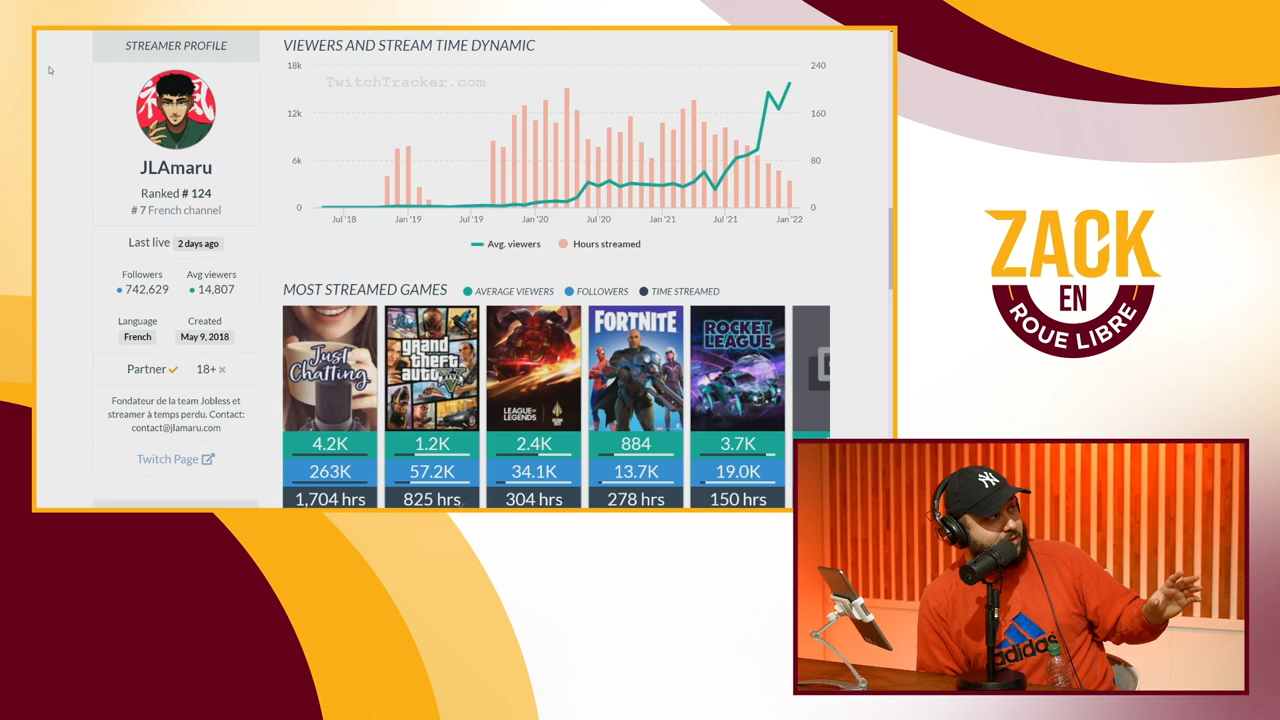 STREAMER PROFILE
JLAmaru
Ranked # 124
# 7 French channel
Last live 2 days ago
Followers Avg viewers
742,629 14,807
Language Created
French May 9, 2018
Partner 18+
Fondateur de la team Jobless et
streamer à temps perdu. Contact:
contact@jlamaru.com
Twitch Page
VIEWERS AND STREAM TIME DYNAMIC
TwitchTracker.com
18k 240
12k 160
6k 80
0 0
Jul '18 Jan '19 Jul '19 Jan '20 Jul '20 Jan '21 Jul '21 Jan '22
Avg. viewers Hours streamed
MOST STREAMED GAMES AVERAGE VIEWERS FOLLOWERS TIME STREAMED
Just
Chatting
grand
theft
auto
V
LEAGUE OF
LEGENDS
FORTNITE
ROCKET
LEAGUE
4.2K 1.2K 2.4K 884 3.7K
263K 57.2K 34.1K 13.7K 19.0K
1,704 hrs 825 hrs 304 hrs 278 hrs 150 hrs
ZACK
EN
ROUE LIBRE
NY
adidas